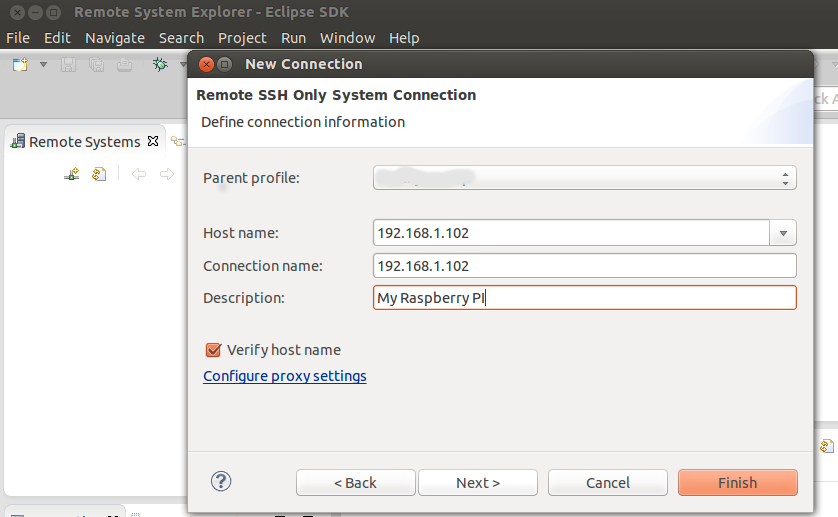 Remote System Explorer - Eclipse SDK
File Edit Navigate Search Project Run Window Help
New Connection
Remote SSH Only System Connection
Define connection information
Remote Systems
Parent profile:
Host name: 192.168.1.102
Connection name: 192.168.1.102
Description: My Raspberry PI
Verify host name
Configure proxy settings
< Back Next > Cancel Finish